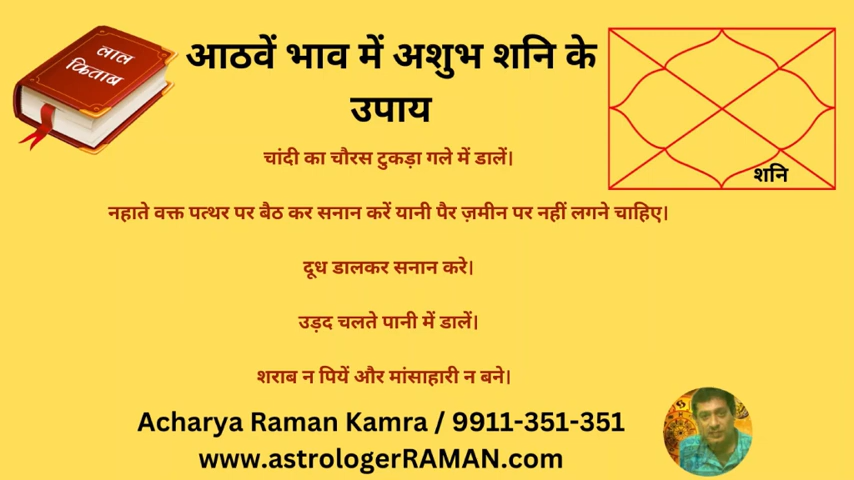 लाल
किताब
आठवें भाव में अशुभ शनि के
उपाय
शनि
चांदी का चौरस टुकड़ा गले में डालें।
नहाते वक्त पत्थर पर बैठ कर सनान करें यानी पैर ज़मीन पर नहीं लगने चाहिए।
दूध डालकर सनान करे।
उड़द चलते पानी में डालें।
शराब न पियें और मांसाहारी न बने।
Acharya Raman Kamra / 9911-351-351
www.astrologerRAMAN.com